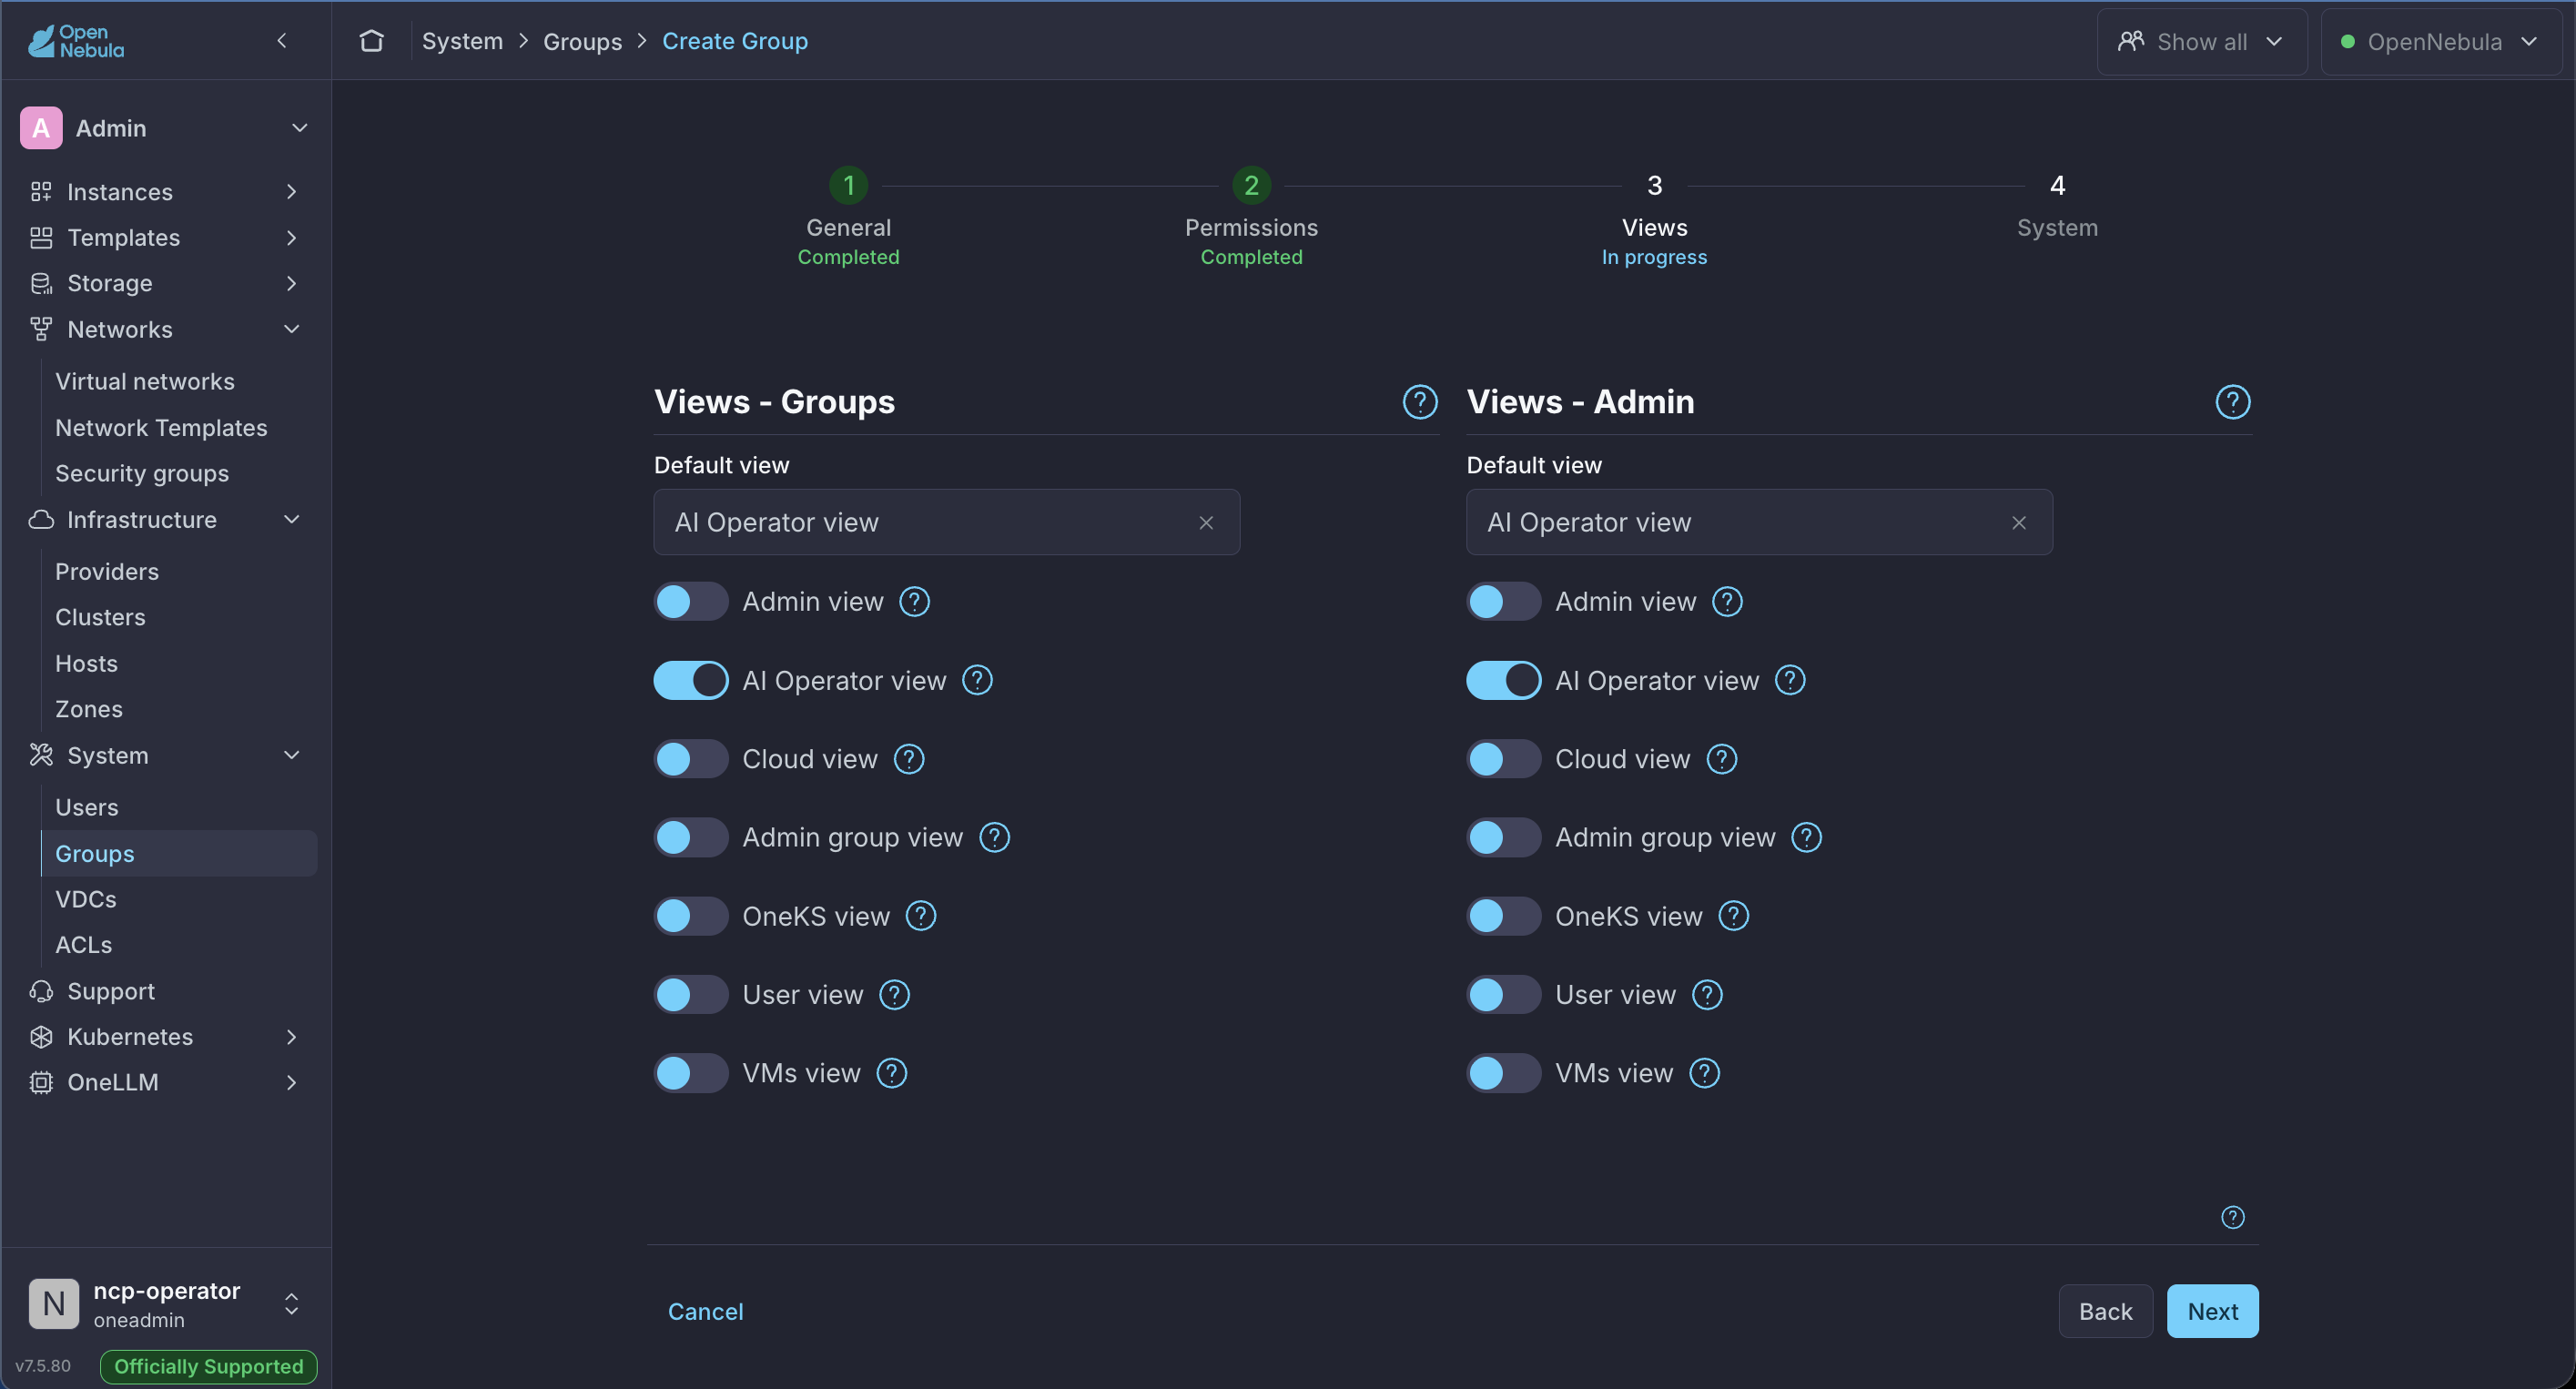 Open
Nebula
System > Groups > Create Group
Show all
OpenNebula
A Admin
Instances
Templates
Storage
Networks
Virtual networks
Network Templates
Security groups
Infrastructure
Providers
Clusters
Hosts
Zones
System
Users
Groups
VDCs
ACLs
Support
Kubernetes
OneLLM
N
ncp-operator
oneadmin
v7.5.80
Officially Supported
1
General
Completed
2
Permissions
Completed
3
Views
In progress
4
System
Views - Groups ?
Default view
AI Operator view
Admin view ?
AI Operator view ?
Cloud view ?
Admin group view ?
OneKS view ?
User view ?
VMs view ?
Views - Admin ?
Default view
AI Operator view
Admin view ?
AI Operator view ?
Cloud view ?
Admin group view ?
OneKS view ?
User view ?
VMs view ?
?
Cancel
Back
Next